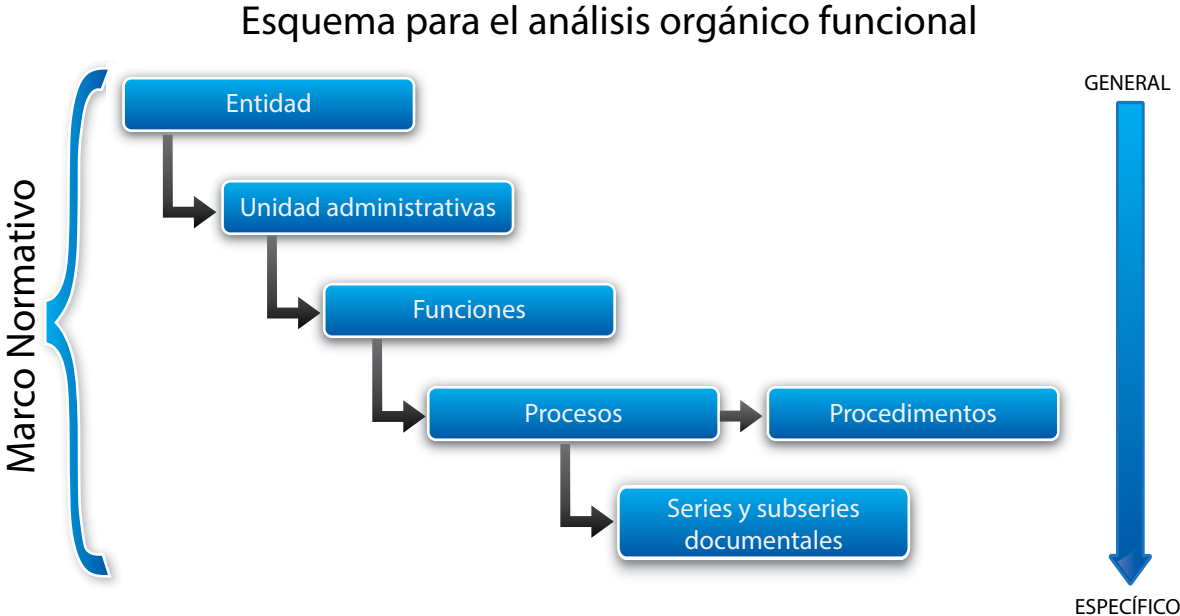 Esquema para el análisis orgánico funcional
GENERAL
Entidad
Unidad administrativas
Marco Normativo
Funciones
Procesos
Procedimentos
Series y subseries
documentales
ESPECÍFICO